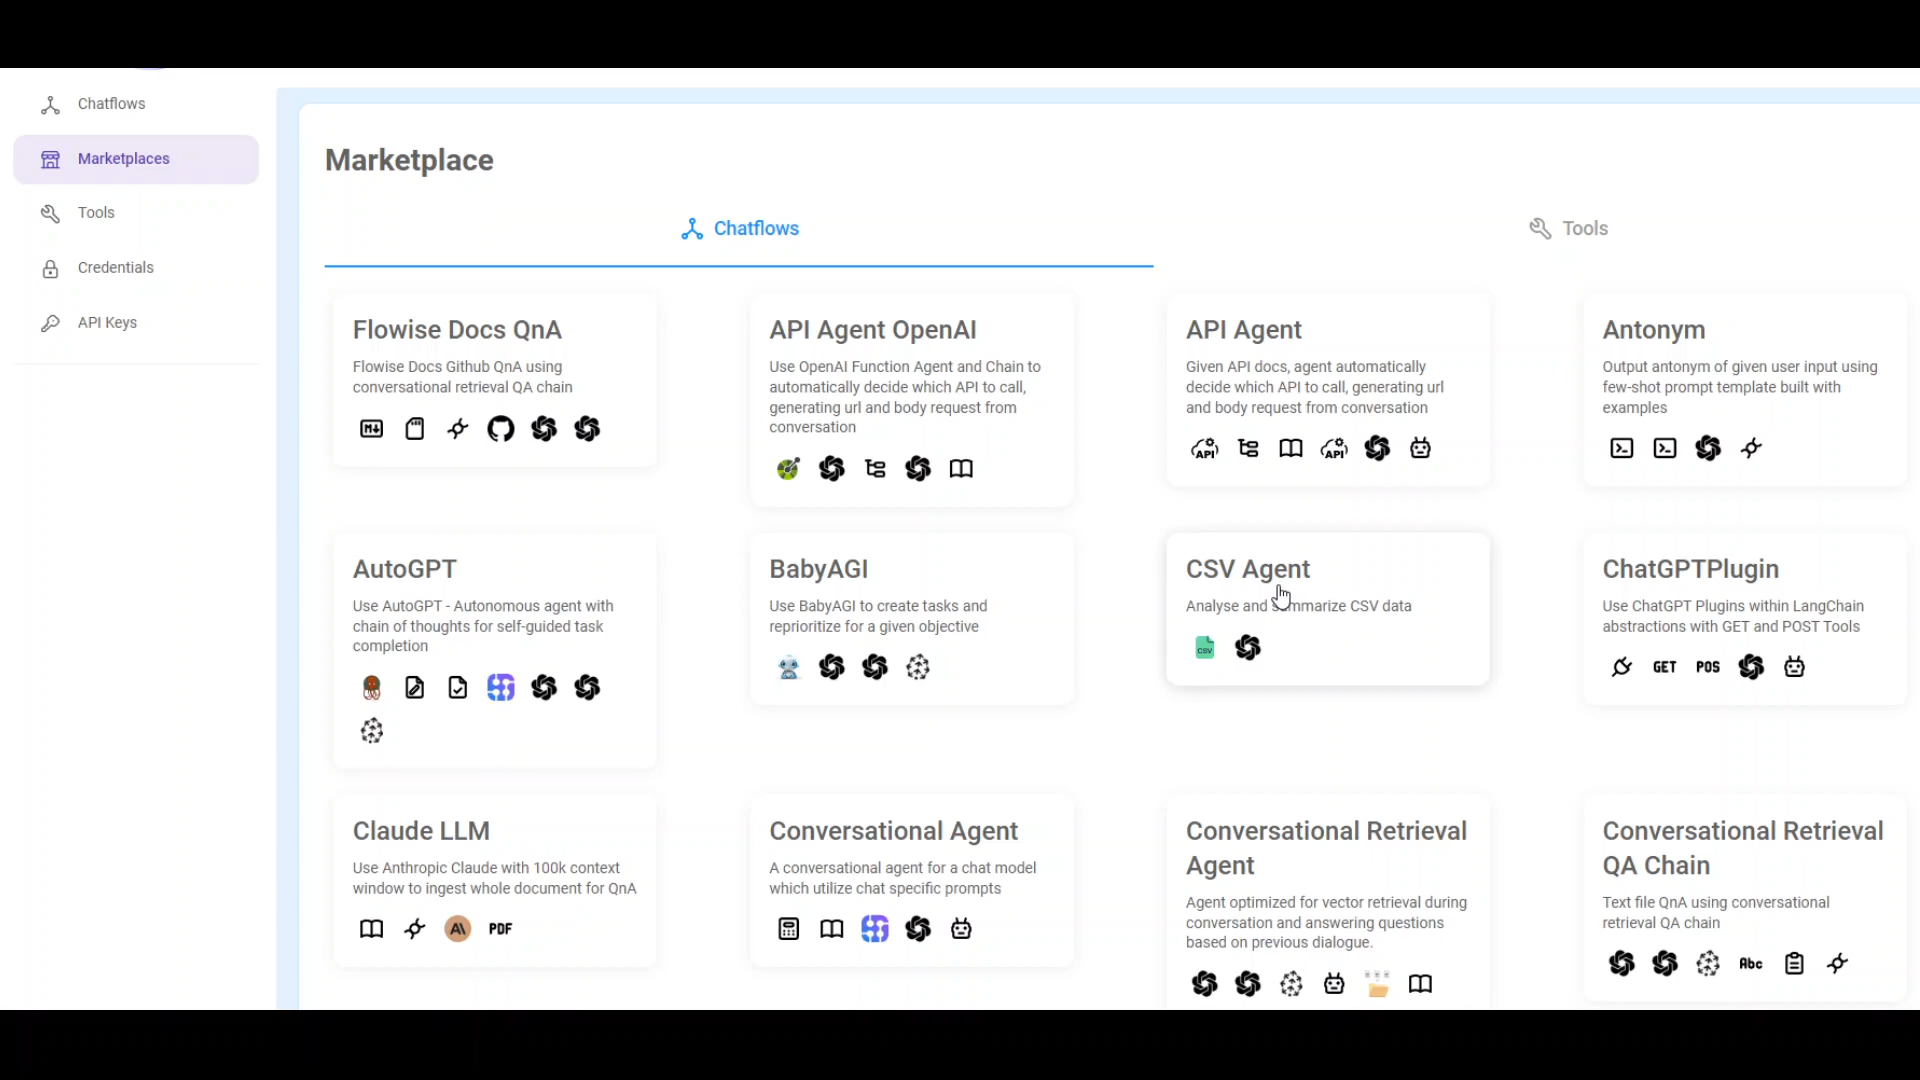 Chatflows
Marketplaces
Tools
Credentials
API Keys
Marketplace
Chatflows
Tools
Flowise Docs QnA
Flowise Docs Github QnA using
conversational retrieval QA chain
API Agent OpenAI
Use OpenAI Function Agent and Chain to
automatically decide which API to call,
generating url and body request from
conversation
API Agent
Given API docs, agent automatically
decide which API to call, generating url
and body request from conversation
API
API
Antonym
Output antonym of given user input using
few-shot prompt template built with
examples
AutoGPT
Use AutoGPT - Autonomous agent with
chain of thoughts for self-guided task
completion
BabyAGI
Use BabyAGI to create tasks and
reprioritize for a given objective
CSV Agent
Analyse and summarize CSV data
CSV
ChatGPTPlugin
Use ChatGPT Plugins within LangChain
abstractions with GET and POST Tools
GET POS
Claude LLM
Use Anthropic Claude with 100k context
window to ingest whole document for QnA
PDF
Conversational Agent
A conversational agent for a chat model
which utilize chat specific prompts
Conversational Retrieval
Agent
Agent optimized for vector retrieval during
conversation and answering questions
based on previous dialogue.
Conversational Retrieval
QA Chain
Text file QnA using conversational
retrieval QA chain
Abc